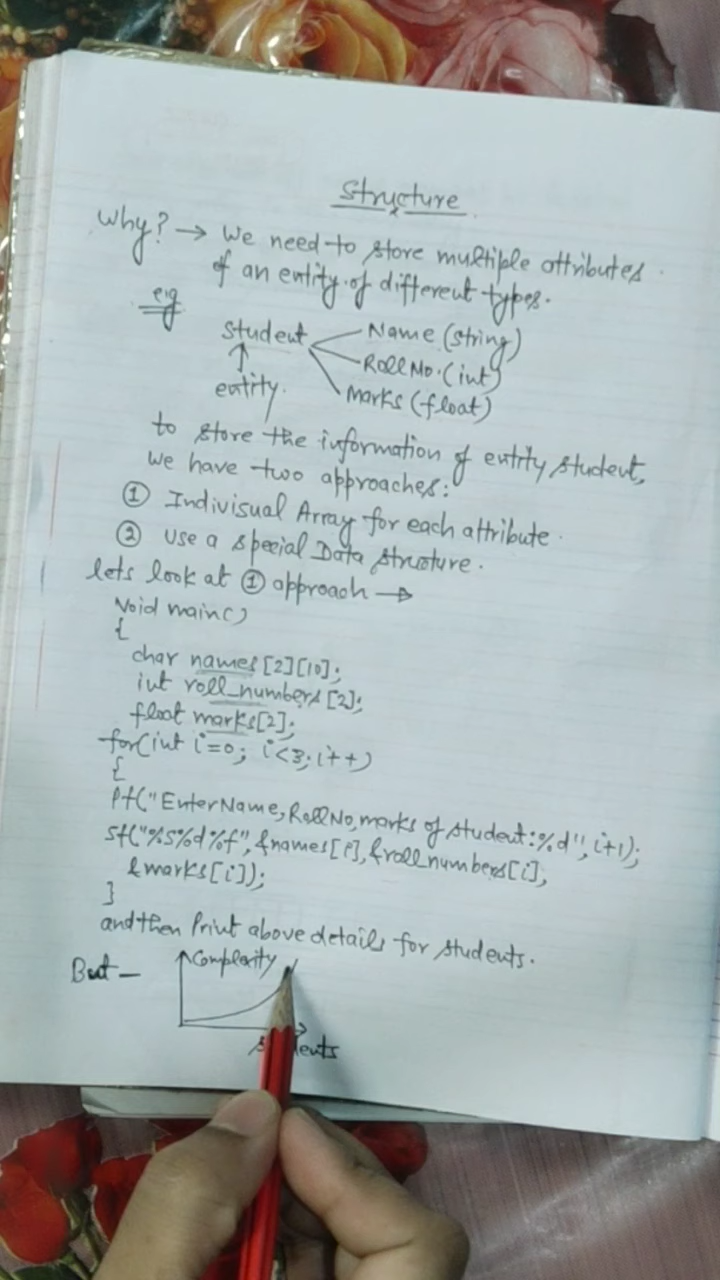 Structure
Why? → We need to store multiple attributes
of an entity of different types.
eg
Student
Name (string)
Roll No. (int)
Marks (float)
entity
to store the information of entity student,
we have two approaches:
① Indivisual Array for each attribute.
② Use a special Data Structure.
lets look at ① approach →
void main()
{
char names[2][10];
int roll_numbers[2];
float marks[2];
for(int i=0; i<3; i++)
{
Pf("Enter Name, Roll No, marks of student:%d", i+1);
Sf("%s%d%f", &names[i], &roll_numbers[i],
&marks[i]);
}
and then Print above details for students.
But —
Complexity